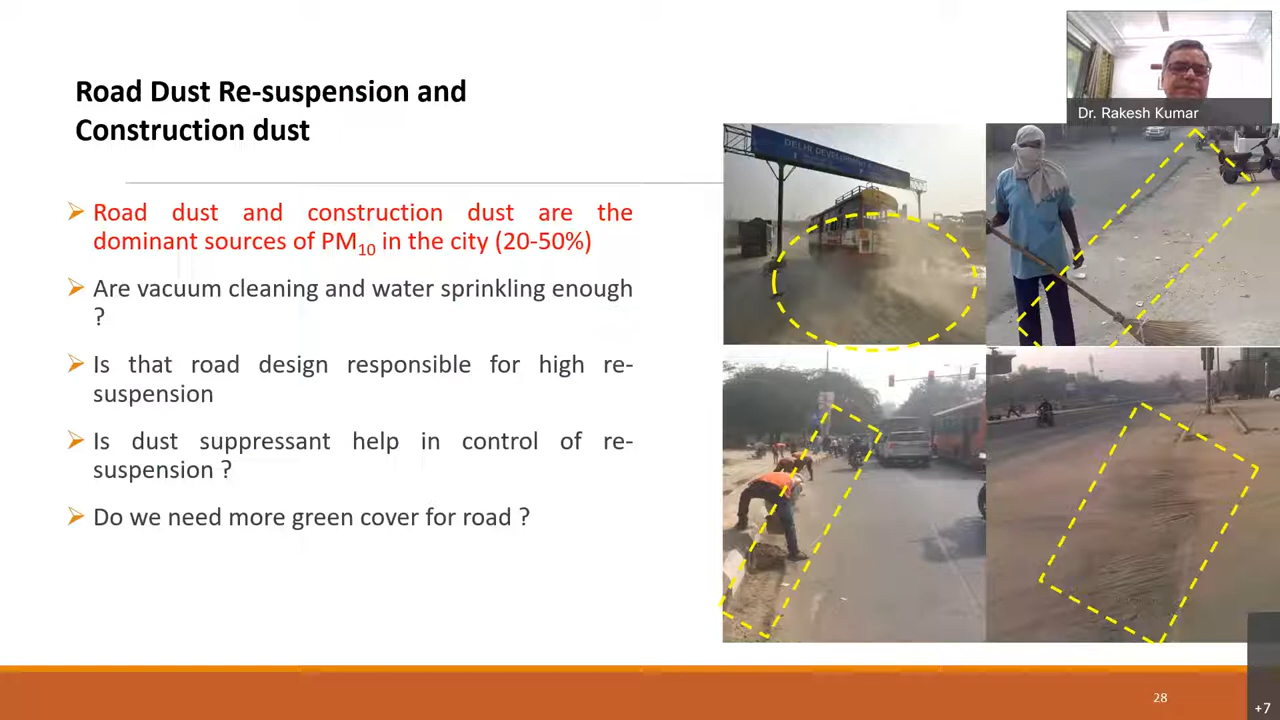 Road Dust Re-suspension and
Construction dust
Road dust and construction dust are the
dominant sources of PM10 in the city (20-50%)
Are vacuum cleaning and water sprinkling enough
?
Is that road design responsible for high re-
suspension
Is dust suppressant help in control of re-
suspension ?
Do we need more green cover for road ?
Dr. Rakesh Kumar
DELHI DEVELOPMENT
28
+7